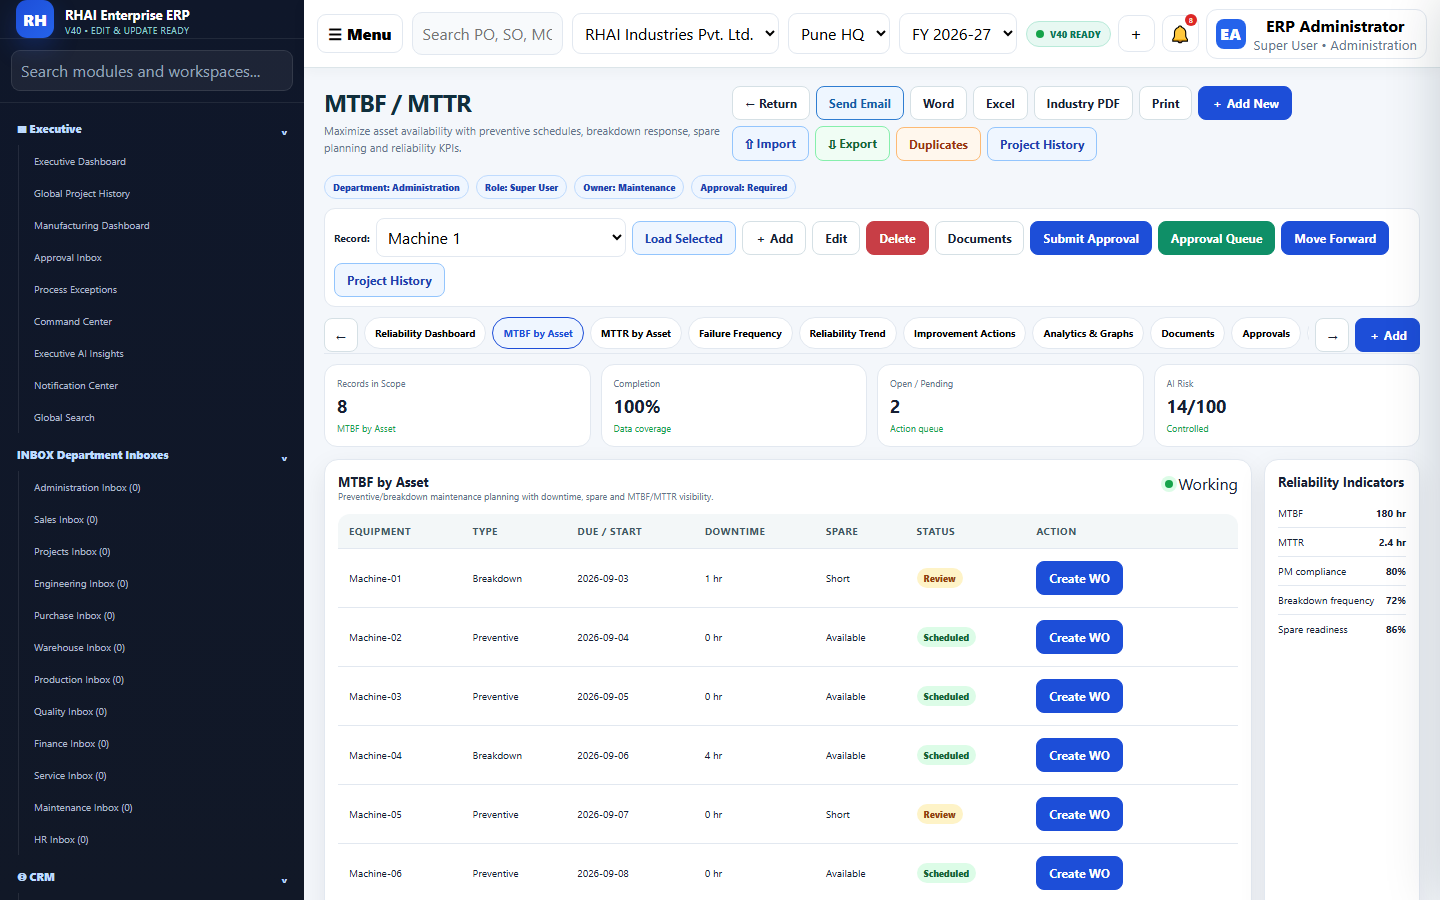 RH
RHAI Enterprise ERP
V40 • EDIT & UPDATE READY
Search modules and workspaces...
Executive
Executive Dashboard
Global Project History
Manufacturing Dashboard
Approval Inbox
Process Exceptions
Command Center
Executive AI Insights
Notification Center
Global Search
INBOX Department Inboxes
Administration Inbox (0)
Sales Inbox (0)
Projects Inbox (0)
Engineering Inbox (0)
Purchase Inbox (0)
Warehouse Inbox (0)
Production Inbox (0)
Quality Inbox (0)
Finance Inbox (0)
Service Inbox (0)
Maintenance Inbox (0)
HR Inbox (0)
CRM
☰ Menu
Search PO, SO, MC
RHAI Industries Pvt. Ltd.
Pune HQ
FY 2026-27
V40 READY
+
8
EA
ERP Administrator
Super User • Administration
MTBF / MTTR
Maximize asset availability with preventive schedules, breakdown response, spare
planning and reliability KPIs.
← Return
Send Email
Word
Excel
Industry PDF
Print
+ Add New
⇧ Import
⇩ Export
Duplicates
Project History
Department: Administration
Role: Super User
Owner: Maintenance
Approval: Required
Record:
Machine 1
Load Selected
+ Add
Edit
Delete
Documents
Submit Approval
Approval Queue
Move Forward
Project History
←
Reliability Dashboard
MTBF by Asset
MTTR by Asset
Failure Frequency
Reliability Trend
Improvement Actions
Analytics & Graphs
Documents
Approvals
→
+ Add
Records in Scope
8
MTBF by Asset
Completion
100%
Data coverage
Open / Pending
2
Action queue
AI Risk
14/100
Controlled
MTBF by Asset
Preventive/breakdown maintenance planning with downtime, spare and MTBF/MTTR visibility.
Working
EQUIPMENT TYPE DUE / START DOWNTIME SPARE STATUS ACTION
Machine-01 Breakdown 2026-09-03 1 hr Short Review Create WO
Machine-02 Preventive 2026-09-04 0 hr Available Scheduled Create WO
Machine-03 Preventive 2026-09-05 0 hr Available Scheduled Create WO
Machine-04 Breakdown 2026-09-06 4 hr Available Scheduled Create WO
Machine-05 Preventive 2026-09-07 0 hr Short Review Create WO
Machine-06 Preventive 2026-09-08 0 hr Available Scheduled Create WO
Reliability Indicators
MTBF 180 hr
MTTR 2.4 hr
PM compliance 80%
Breakdown frequency 72%
Spare readiness 86%